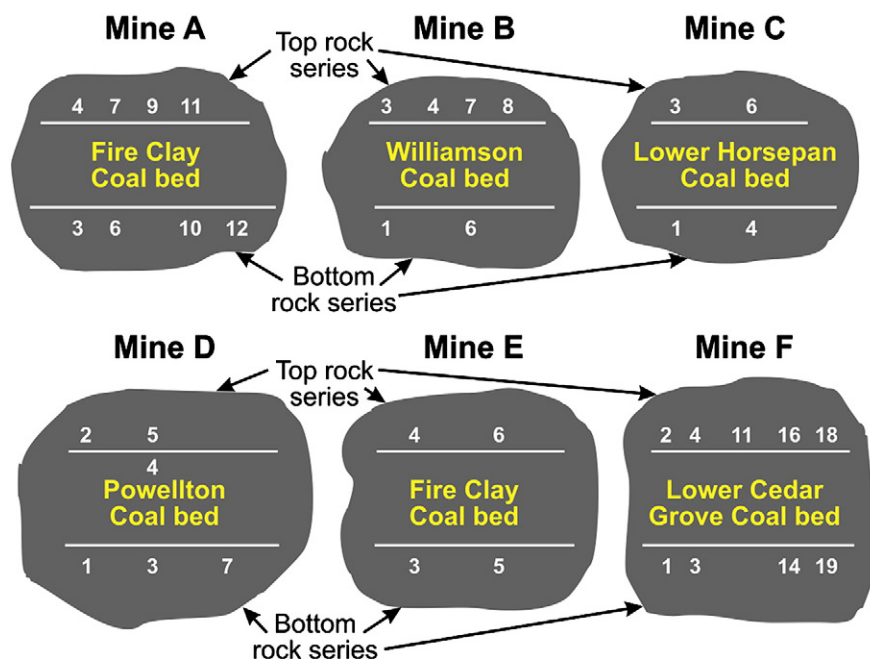 Mine A
Mine B
Mine C
Top rock
series
4 7 9 11
Fire Clay
Coal bed
3 6 10 12
3 4 7 8
Williamson
Coal bed
1 6
3 6
Lower Horsepan
Coal bed
1 4
Bottom
rock series
Mine D
Mine E
Mine F
Top rock
series
2 5
4
Powellton
Coal bed
1 3 7
4 6
Fire Clay
Coal bed
3 5
2 4 11 16 18
Lower Cedar
Grove Coal bed
1 3 14 19
Bottom
rock series